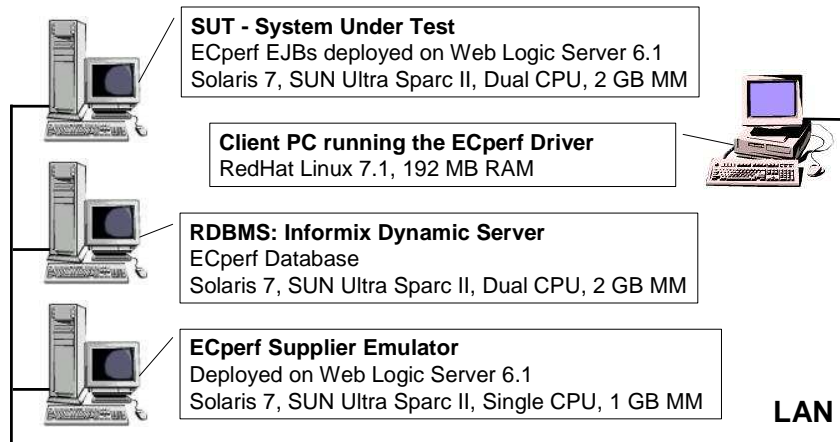 SUT - System Under Test
ECperf EJBs deployed on Web Logic Server 6.1
Solaris 7, SUN Ultra Sparc II, Dual CPU, 2 GB MM
Client PC running the ECperf Driver
RedHat Linux 7.1, 192 MB RAM
RDBMS: Informix Dynamic Server
ECperf Database
Solaris 7, SUN Ultra Sparc II, Dual CPU, 2 GB MM
ECperf Supplier Emulator
Deployed on Web Logic Server 6.1
Solaris 7, SUN Ultra Sparc II, Single CPU, 1 GB MM
LAN